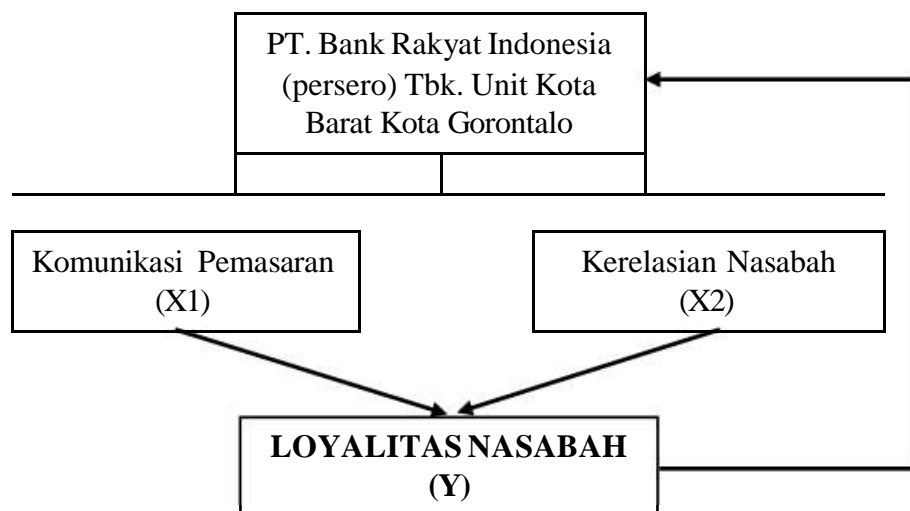 PT. Bank Rakyat Indonesia
(persero) Tbk. Unit Kota
Barat Kota Gorontalo
Komunikasi Pemasaran
(X1)
Kerelasian Nasabah
(X2)
LOYALITAS NASABAH
(Y)